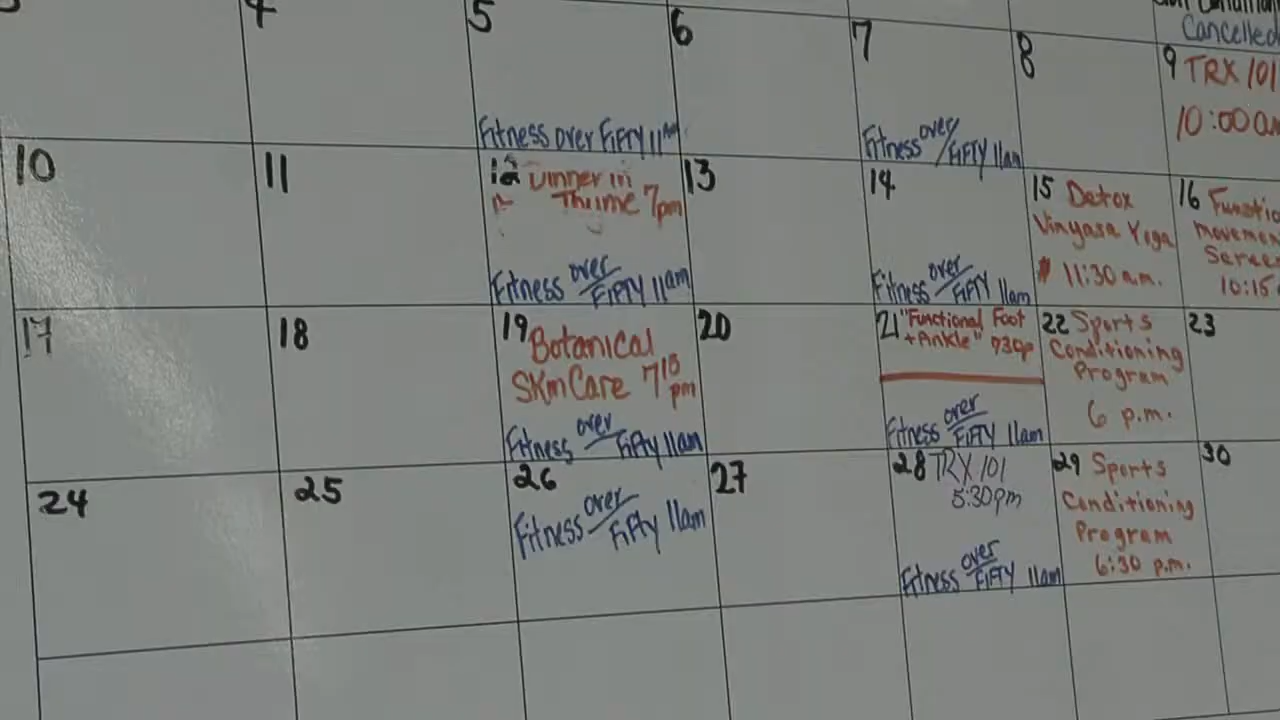 Cancelled
4
5
6
7
8
9 TRX 101
10:00
Fitness over FiFTY 11am
Fitness over/FiFTY 11am
10
11
12 Dinner in
Thyme 7pm
Fitness over/FiFTY 11am
13
14
Fitness over/FiFTY 11am
15 Detox
Vinyasa Yoga
11:30 a.m.
16
10:15
17
18
19 Botanical
Skin Care 7 15 pm
Fitness over/FiFTY 11am
20
21 "Functional Foot
+ Ankle" 730p
Fitness over/FiFTY 11am
22 Sports
Conditioning
Program
6 p.m.
23
24
25
26
Fitness over/FiFTY 11am
27
28 TRX 101
5:30pm
Fitness over/FiFTY 11am
29 Sports
Conditioning
Program
6:30 p.m.
30